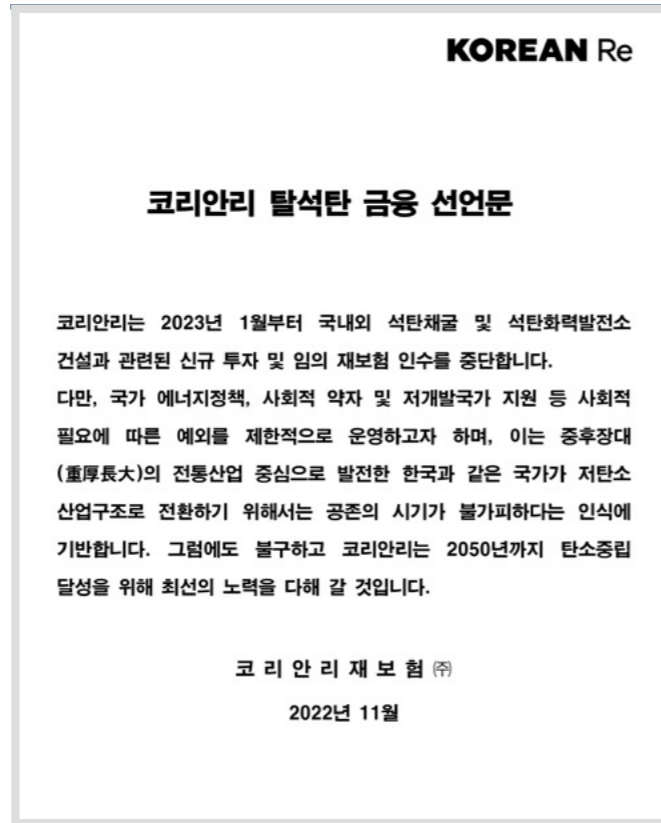 KOREAN Re
코리안리 탈석탄 금융 선언문
코리안리는 2023년 1월부터 국내외 석탄채굴 및 석탄화력발전소
건설과 관련된 신규 투자 및 임의 재보험 인수를 중단합니다.
다만, 국가 에너지정책, 사회적 약자 및 저개발국가 지원 등 사회적
필요에 따른 예외를 제한적으로 운영하고자 하며, 이는 중후장대
(重厚長大)의 전통산업 중심으로 발전한 한국과 같은 국가가 저탄소
산업구조로 전환하기 위해서는 공존의 시기가 불가피하다는 인식에
기반합니다. 그럼에도 불구하고 코리안리는 2050년까지 탄소중립
달성을 위해 최선의 노력을 다해 갈 것입니다.
코 리 안 리 재 보 험 ㈜
2022년 11월